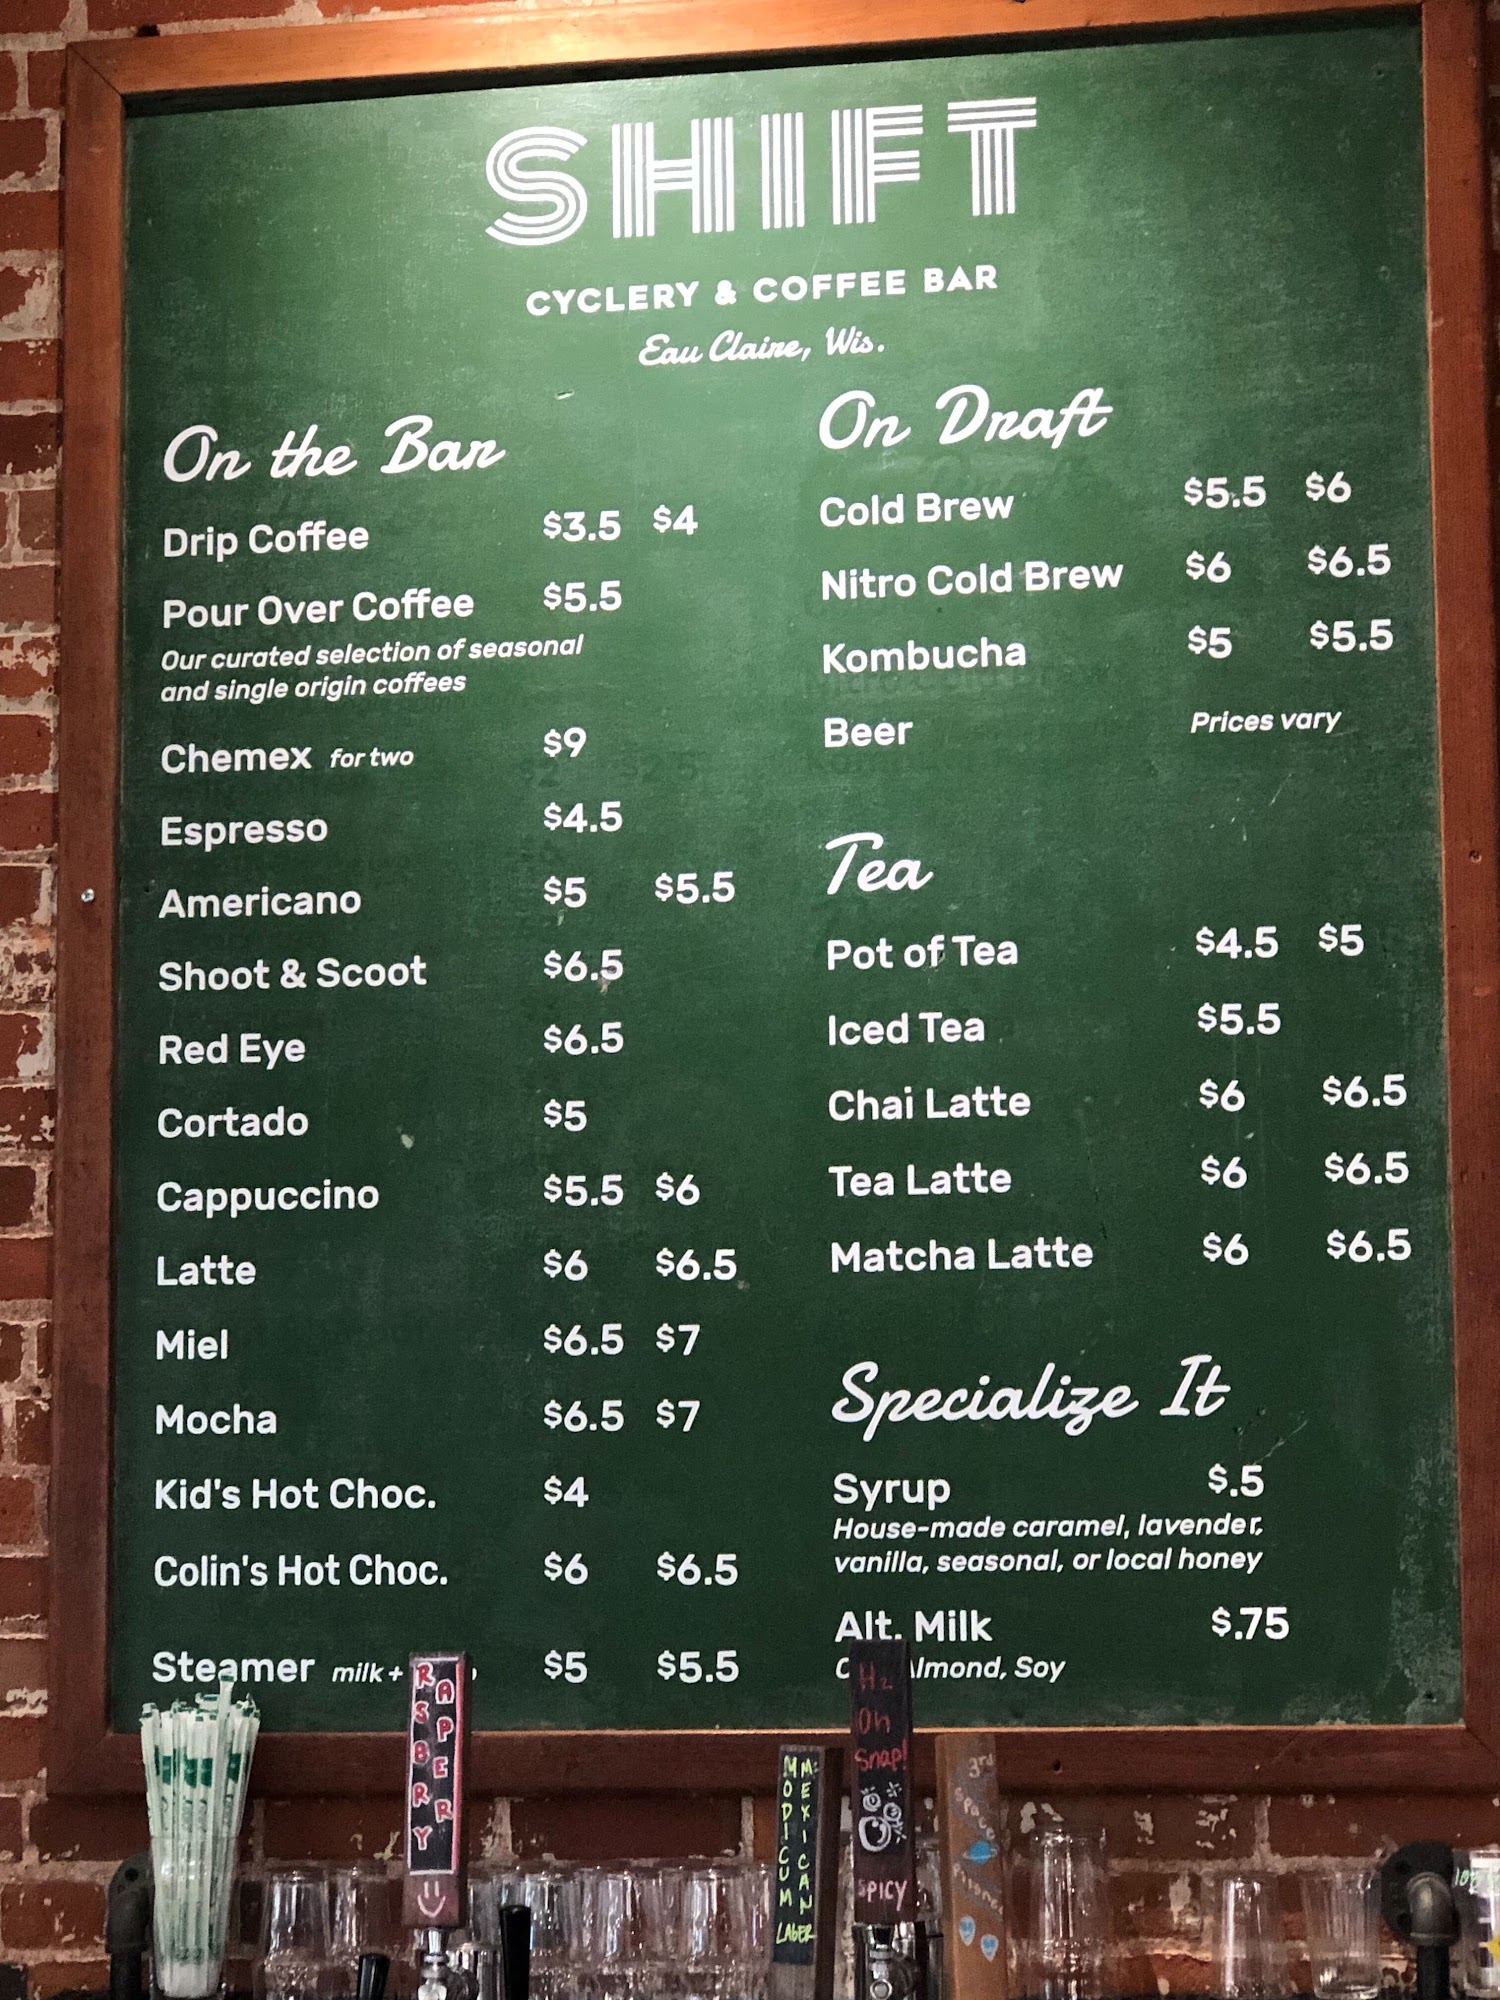 SHIFT
CYCLERY & COFFEE BAR
Eau Claire, Wis.
On the Bar
Drip Coffee $3.5 $4
Pour Over Coffee $5.5
Our curated selection of seasonal
and single origin coffees
Chemex for two $9
Espresso $4.5
Americano $5 $5.5
Shoot & Scoot $6.5
Red Eye $6.5
Cortado $5
Cappuccino $5.5 $6
Latte $6 $6.5
Miel $6.5 $7
Mocha $6.5 $7
Kid's Hot Choc. $4
Colin's Hot Choc. $6 $6.5
Steamer milk + $5 $5.5
On Draft
Cold Brew $5.5 $6
Nitro Cold Brew $6 $6.5
Kombucha $5 $5.5
Beer Prices vary
Tea
Pot of Tea $4.5 $5
Iced Tea $5.5
Chai Latte $6 $6.5
Tea Latte $6 $6.5
Matcha Latte $6 $6.5
Specialize It
Syrup $.5
House-made caramel, lavender,
vanilla, seasonal, or local honey
Alt. Milk $.75
Almond, Soy
RASPBERRY
MODICUM
MEXICAN
LAGER
H2
Oh
Snap!
SPICY
3rd
Space